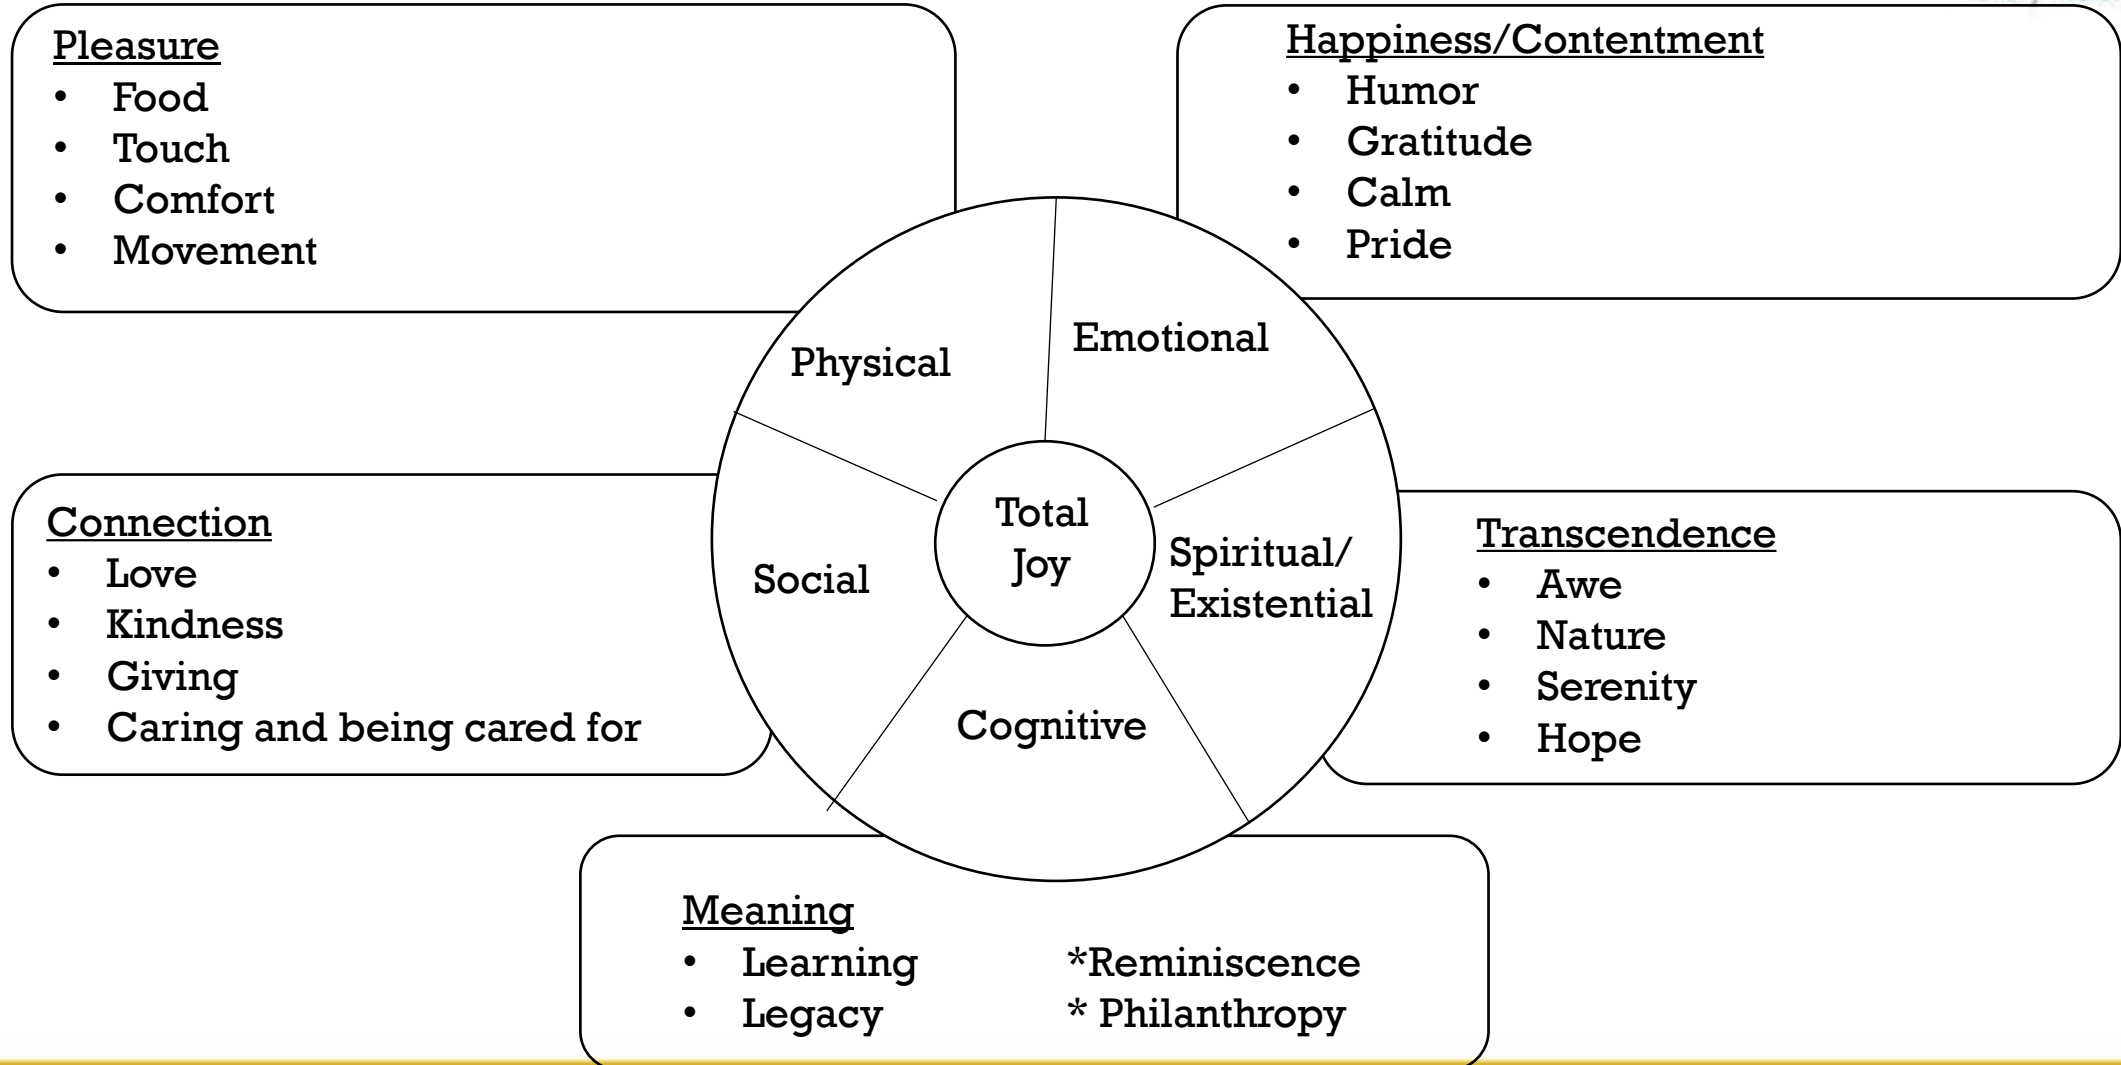 Pleasure
• Food
• Touch
• Comfort
• Movement
Happiness/Contentment
• Humor
• Gratitude
• Calm
• Pride
Physical
Emotional
Connection
• Love
• Kindness
• Giving
• Caring and being cared for
Social
Total
Joy
Spiritual/
Existential
Transcendence
• Awe
• Nature
• Serenity
• Hope
Cognitive
Meaning
• Learning *Reminiscence
• Legacy * Philanthropy